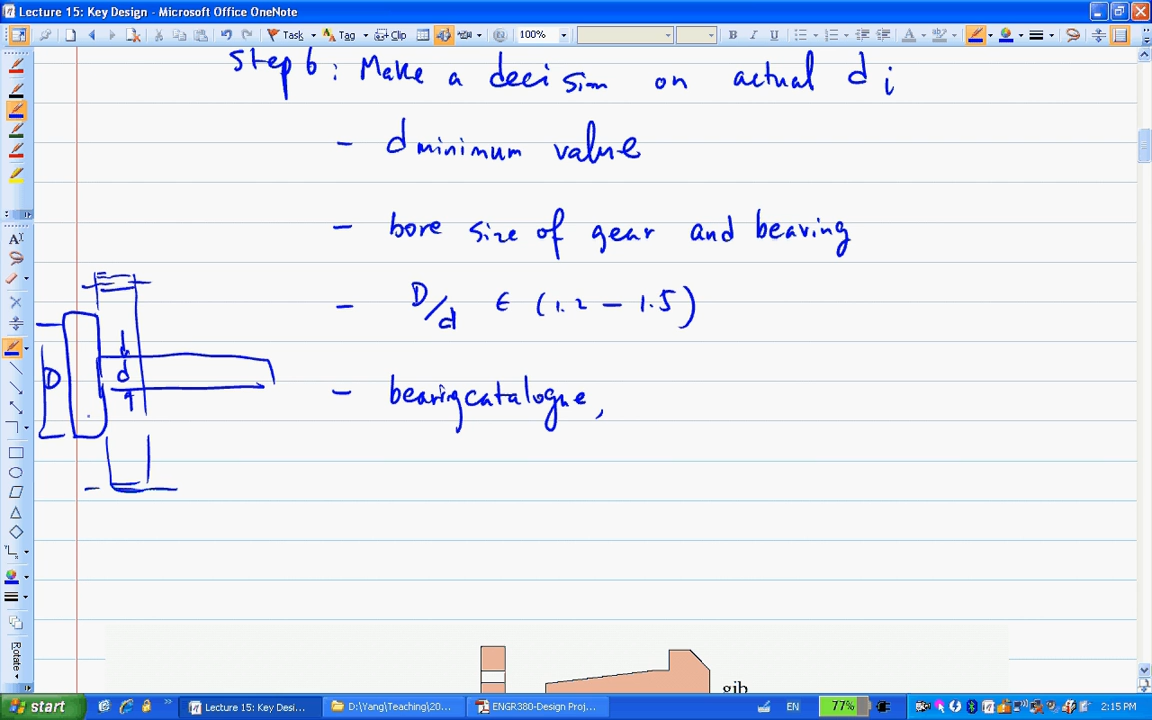 Lecture 15: Key Design - Microsoft Office OneNote
Task Tag Clip 100% B I U
Step 6 : Make a decision on actual d i
- d minimum value
- bore size of gear and bearing
- D/d ∈ (1.2 - 1.5)
d
D
- bearing catalogue,
gib
Rotate
start Lecture 15: Key Desi... D:\Yang\Teaching\20... ENGR380-Design Proj... EN 77% 2:15 PM